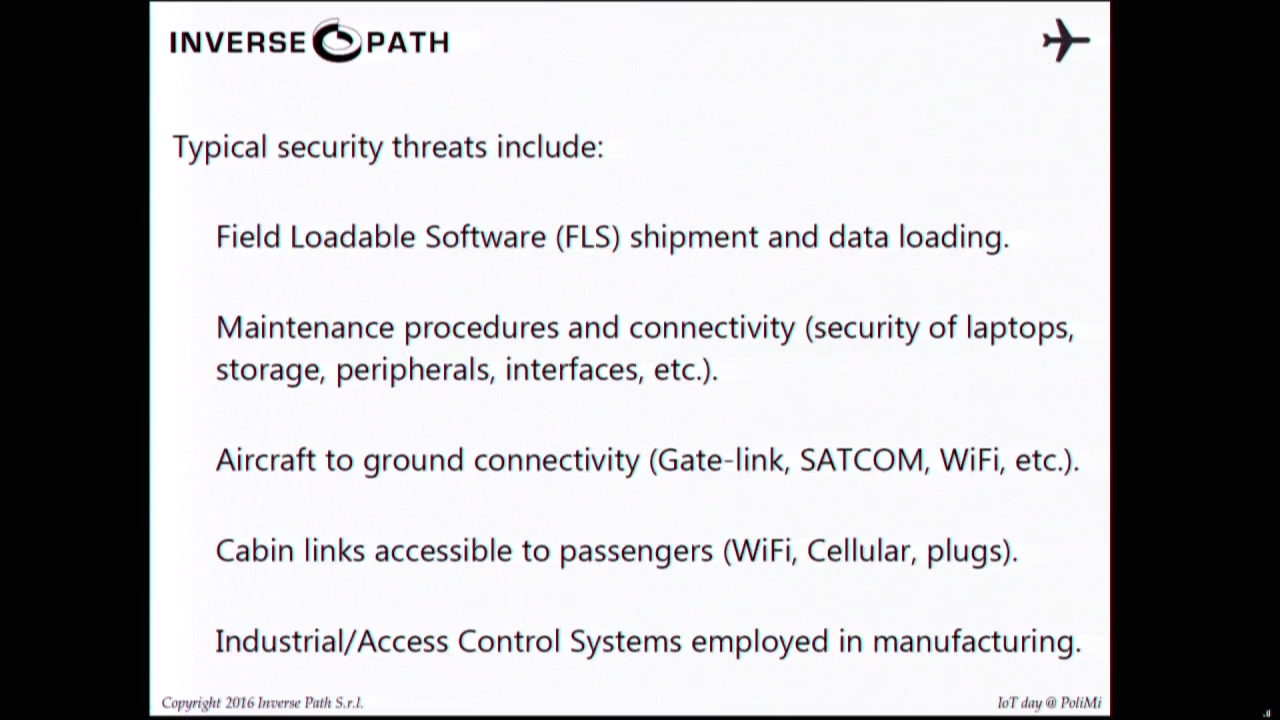 INVERSE PATH
Typical security threats include:
Field Loadable Software (FLS) shipment and data loading.
Maintenance procedures and connectivity (security of laptops,
storage, peripherals, interfaces, etc.).
Aircraft to ground connectivity (Gate-link, SATCOM, WiFi, etc.).
Cabin links accessible to passengers (WiFi, Cellular, plugs).
Industrial/Access Control Systems employed in manufacturing.
Copyright 2016 Inverse Path S.r.l.
IoT day @ PoliMi